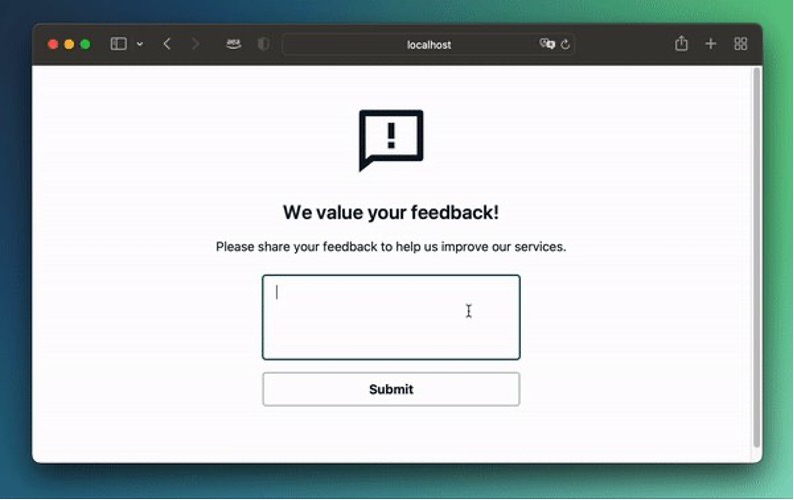 localhost
We value your feedback!
Please share your feedback to help us improve our services.
Submit